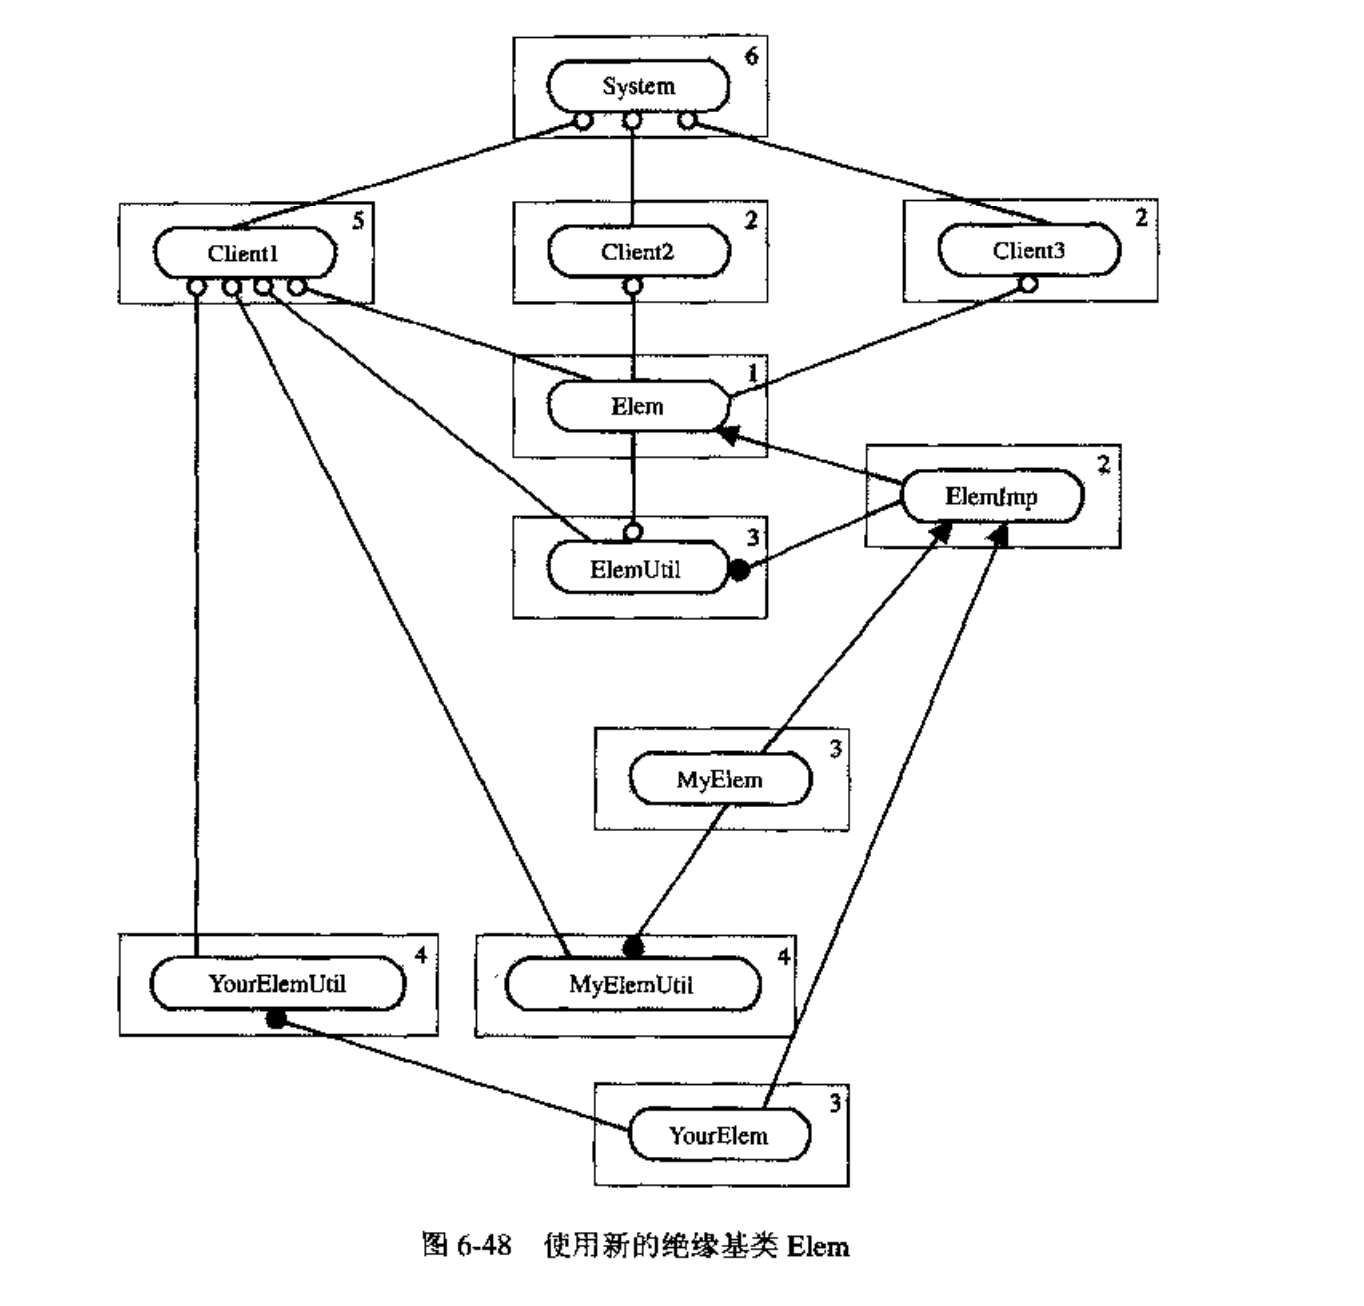 6
System
5
Client1
2
Client2
2
Client3
1
Elem
2
ElemImp
3
ElemUtil
3
MyElem
4
YourElemUtil
4
MyElemUtil
3
YourElem
图 6-48 使用新的绝缘基类 Elem